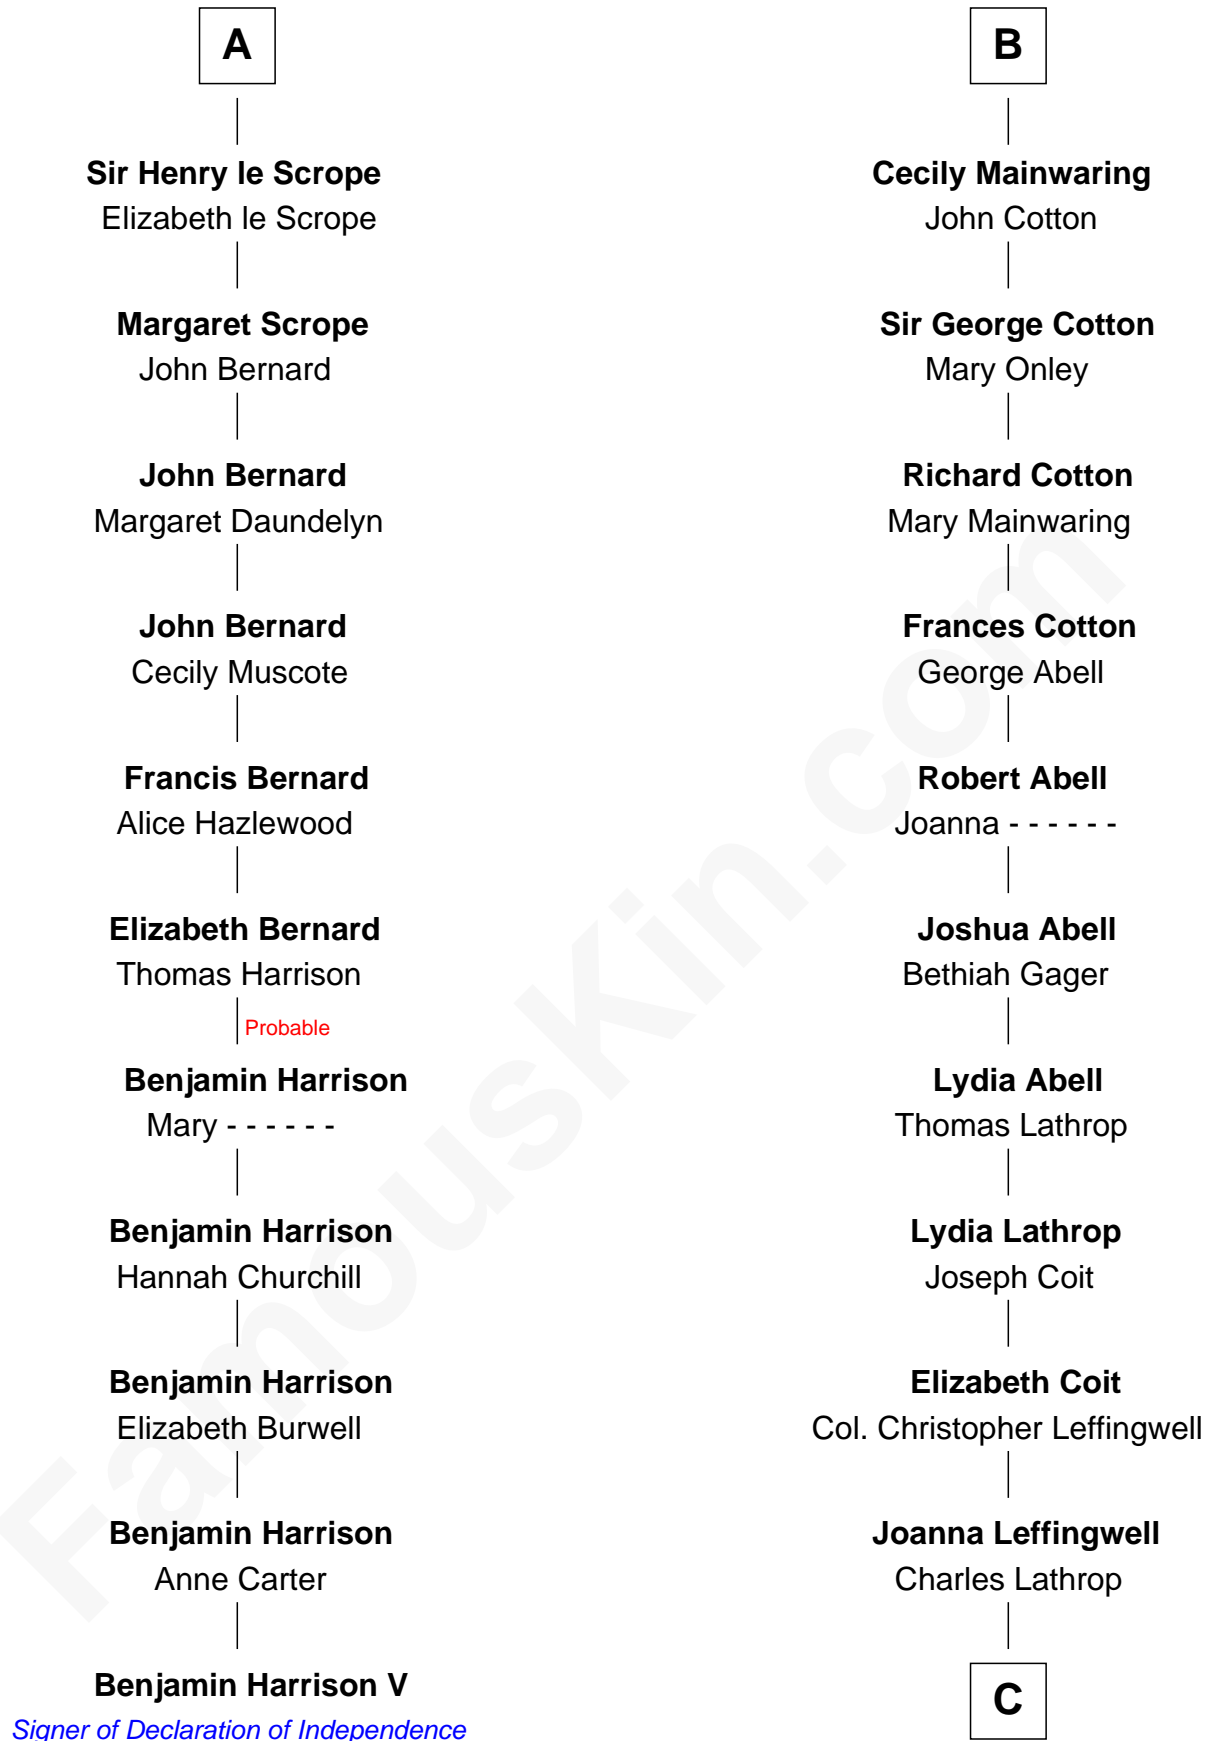 A
Sir Henry le Scrope
Elizabeth le Scrope
Margaret Scrope
John Bernard
John Bernard
Margaret Daundelyn
John Bernard
Cecily Muscote
Francis Bernard
Alice Hazlewood
Elizabeth Bernard
Thomas Harrison
Probable
Benjamin Harrison
Mary - - - - - -
Benjamin Harrison
Hannah Churchill
Benjamin Harrison
Elizabeth Burwell
Benjamin Harrison
Anne Carter
Benjamin Harrison V
Signer of Declaration of Independence
B
Cecily Mainwaring
John Cotton
Sir George Cotton
Mary Onley
Richard Cotton
Mary Mainwaring
Frances Cotton
George Abell
Robert Abell
Joanna - - - - - -
Joshua Abell
Bethiah Gager
Lydia Abell
Thomas Lathrop
Lydia Lathrop
Joseph Coit
Elizabeth Coit
Col. Christopher Leffingwell
Joanna Leffingwell
Charles Lathrop
C
FamousKin.com